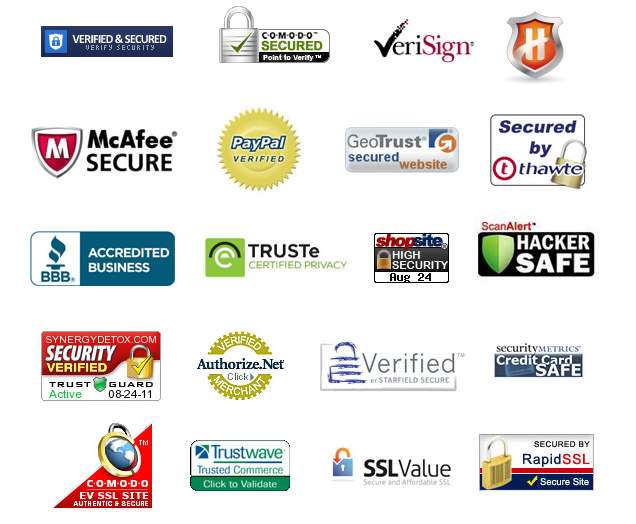 VERIFIED & SECURED
VERIFY SECURITY
COMODO™
SECURED
Point to Verify™
VeriSign®
H
M
McAfee®
SECURE
PayPal
VERIFIED
GeoTrust®
secured
website
Secured
by
t thawte
BBB®
ACCREDITED
BUSINESS
e
TRUSTe
CERTIFIED PRIVACY
shopsite®
HIGH
SECURITY
Aug 24
ScanAlert™
HACKER
SAFE
SYNERGYDETOX.COM
SECURITY
VERIFIED
TRUST GUARD
Active 08-24-11
VERIFIED
Authorize.Net®
Click
MERCHANT
Verified™
BY STARFIELD SECURE
securityMETRICS®
Credit Card
SAFE
TM
COMODO
EV SSL SITE
AUTHENTIC & SECURE
Trustwave®
Trusted Commerce
Click to Validate
SSLValue
Secure and Affordable SSL
SECURED BY
RapidSSL
Secure Site